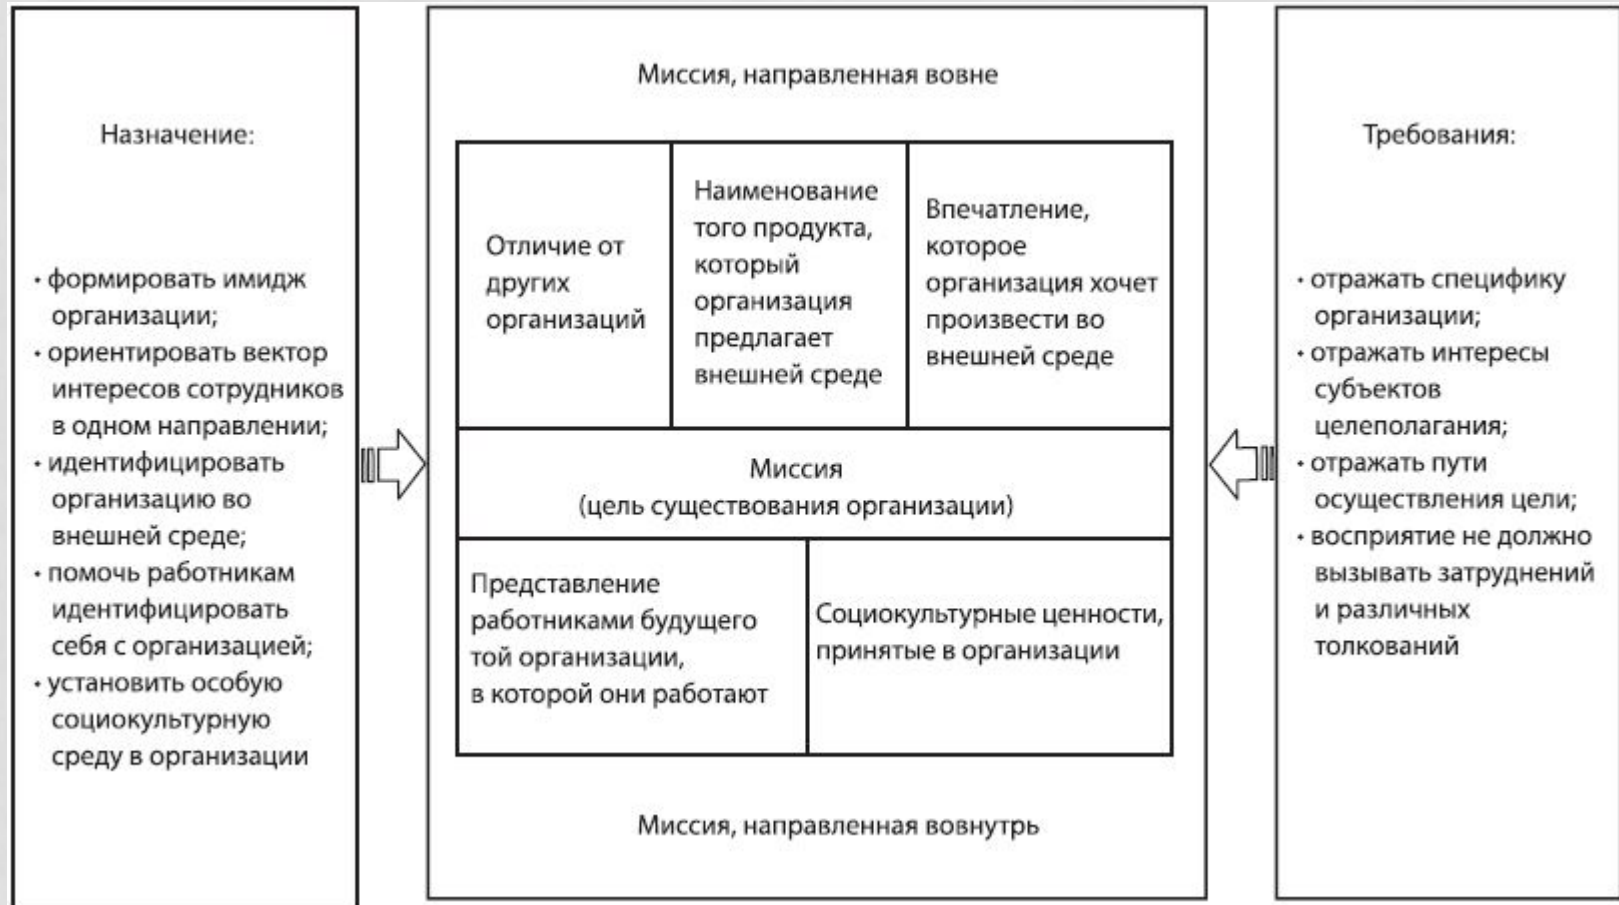 Назначение:
• формировать имидж
организации;
• ориентировать вектор
интересов сотрудников
в одном направлении;
• идентифицировать
организацию во
внешней среде;
• помочь работникам
идентифицировать
себя с организацией;
• установить особую
социокультурную
среду в организации
Миссия, направленная вовне
Отличие от
других
организаций
Наименование
того продукта,
который
организация
предлагает
внешней среде
Впечатление,
которое
организация хочет
произвести во
внешней среде
Миссия
(цель существования организации)
Представление
работниками будущего
той организации,
в которой они работают
Социокультурные ценности,
принятые в организации
Миссия, направленная вовнутрь
Требования:
• отражать специфику
организации;
• отражать интересы
субъектов
целеполагания;
• отражать пути
осуществления цели;
• восприятие не должно
вызывать затруднений
и различных
толкований